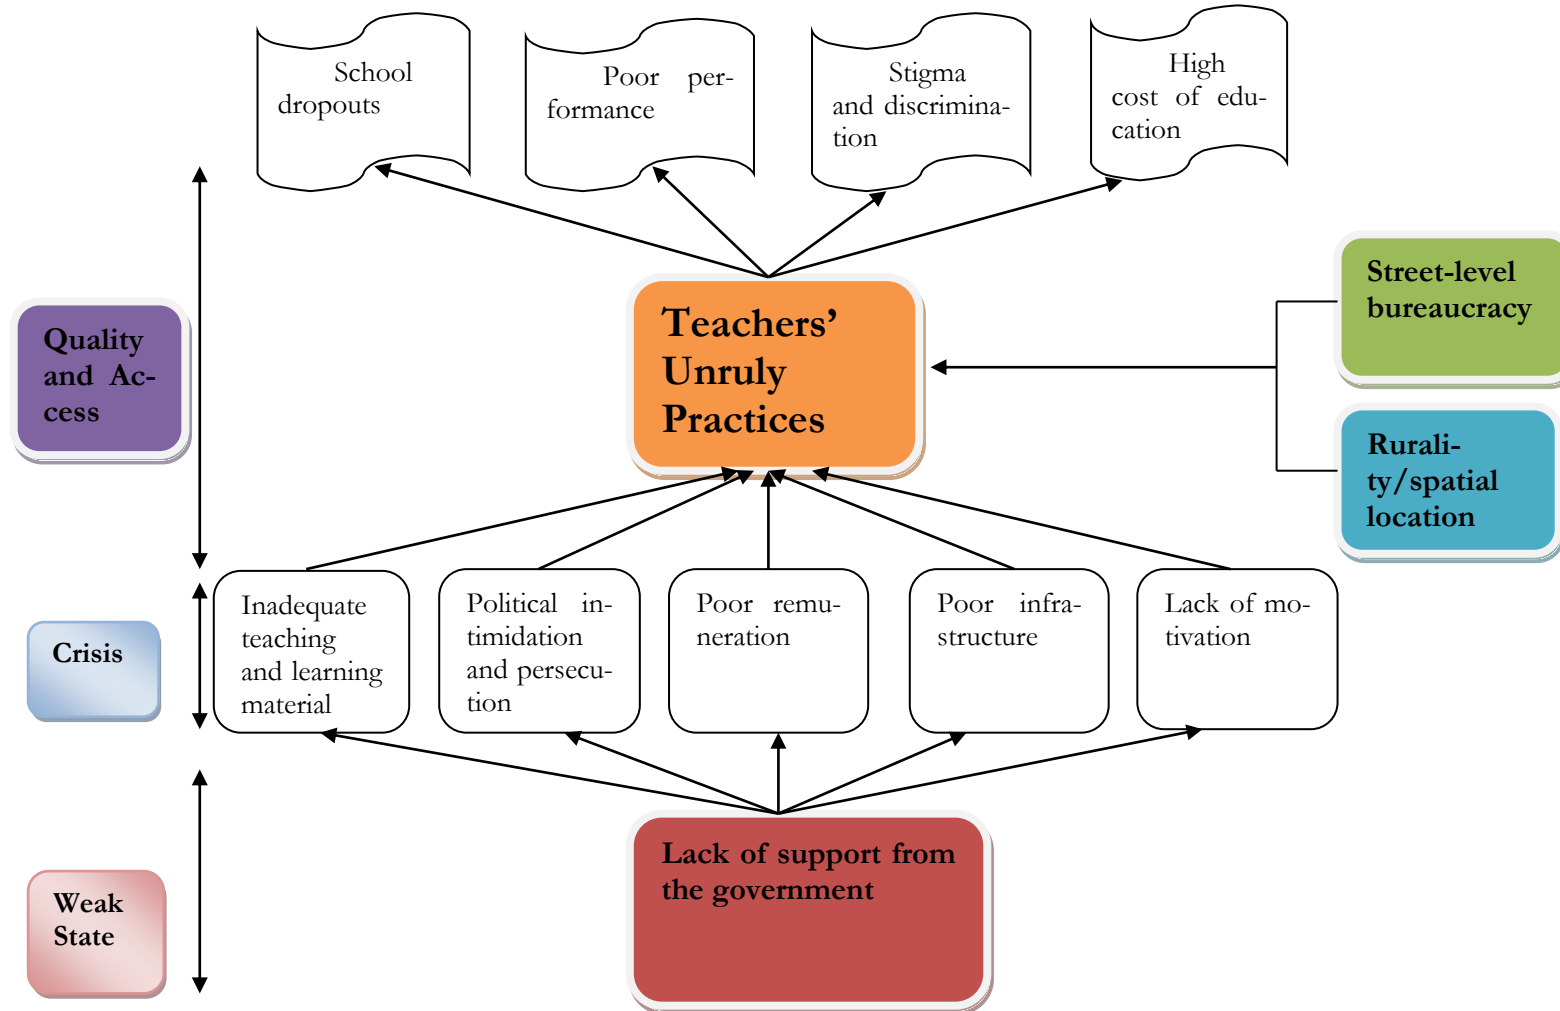 School
dropouts
Poor per-
formance
Stigma
and discrimina-
tion
High
cost of edu-
cation
Street-level
bureaucracy
Quality
and Ac-
cess
Teachers’
Unruly
Practices
Rurali-
ty/spatial
location
Crisis
Inadequate
teaching
and learning
material
Political in-
timidation
and persecu-
tion
Poor remu-
neration
Poor infra-
structure
Lack of mo-
tivation
Weak
State
Lack of support from
the government